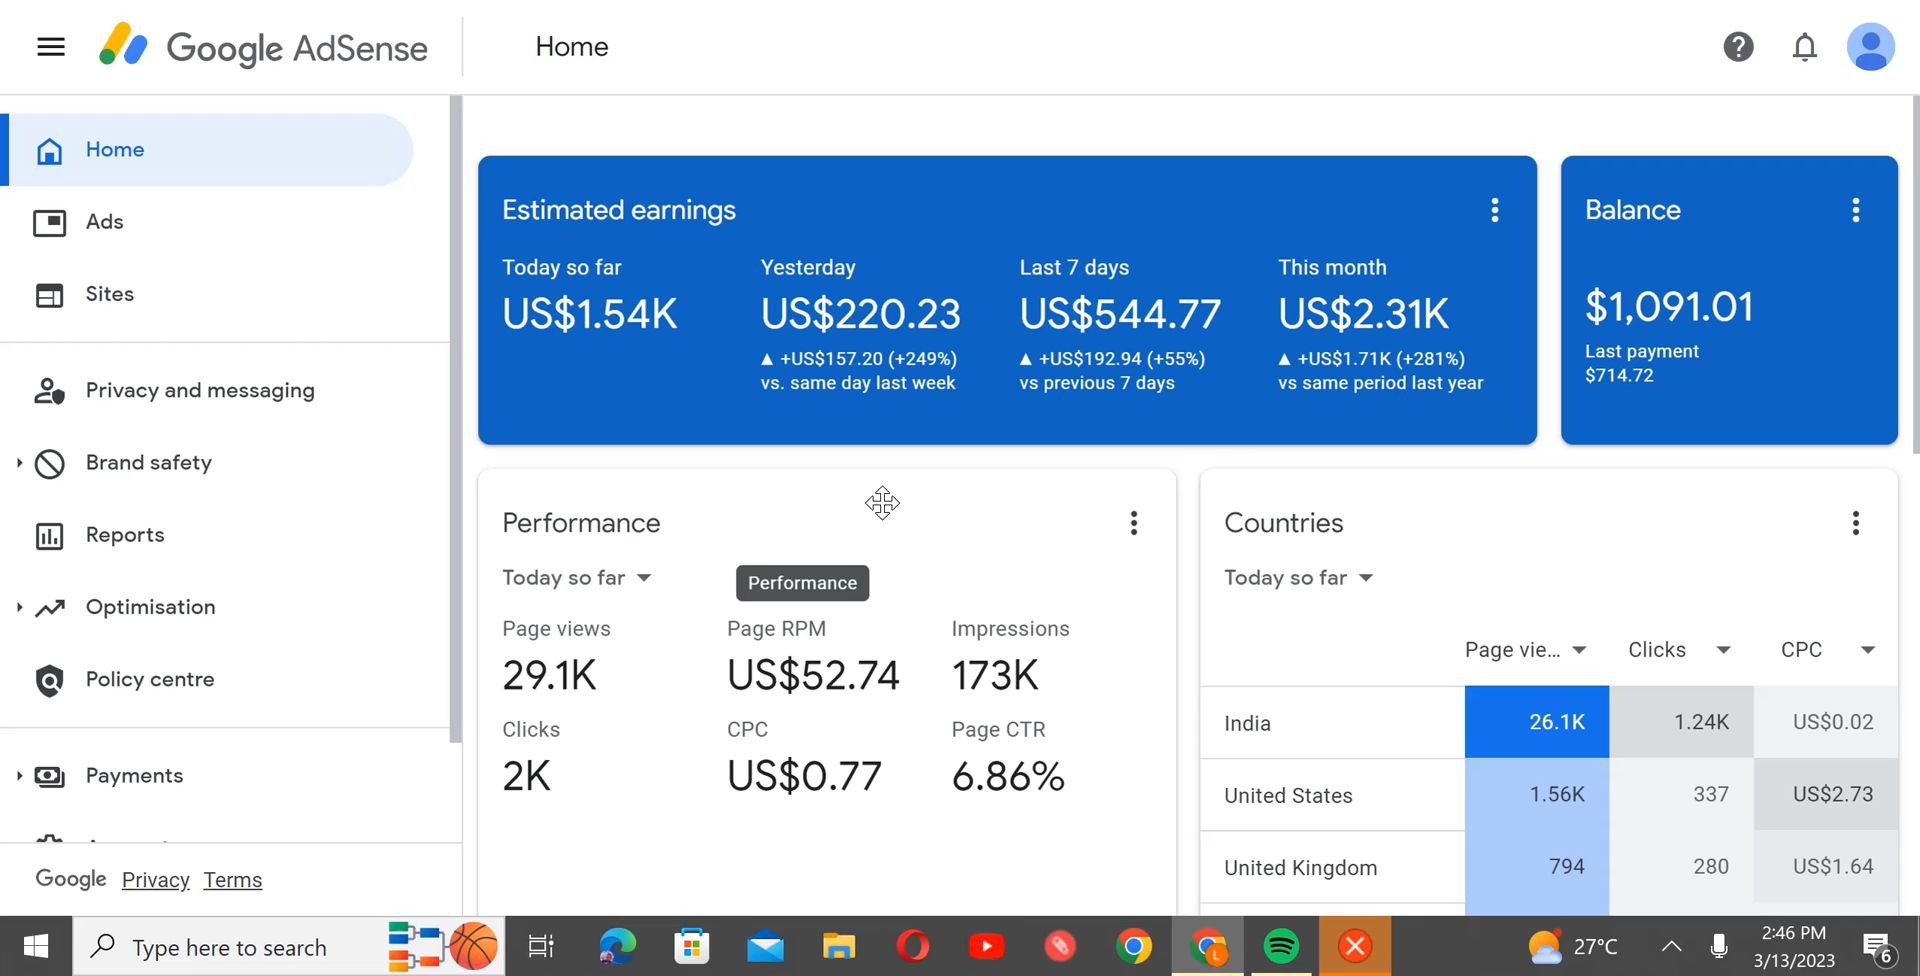 Google AdSense
Home
Home
Ads
Sites
Privacy and messaging
Brand safety
Reports
Optimisation
Policy centre
Payments
Google Privacy Terms
Estimated earnings
Today so far
US$1.54K
Yesterday
US$220.23
+US$157.20 (+249%)
vs. same day last week
Last 7 days
US$544.77
+US$192.94 (+55%)
vs previous 7 days
This month
US$2.31K
+US$1.71K (+281%)
vs same period last year
Balance
$1,091.01
Last payment
$714.72
Performance
Today so far
Performance
Page views
29.1K
Page RPM
US$52.74
Impressions
173K
Clicks
2K
CPC
US$0.77
Page CTR
6.86%
Countries
Today so far
Page vie... Clicks CPC
India 26.1K 1.24K US$0.02
United States 1.56K 337 US$2.73
United Kingdom 794 280 US$1.64
Type here to search
L
27°C
2:46 PM
3/13/2023
6